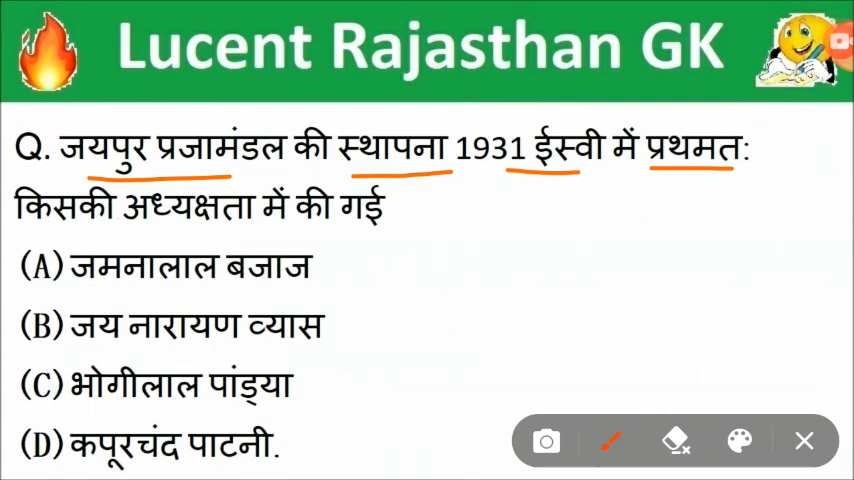 Lucent Rajasthan GK
Q. जयपुर प्रजामंडल की स्थापना 1931 ईस्वी में प्रथमत:
किसकी अध्यक्षता में की गई
(A) जमनालाल बजाज
(B) जय नारायण व्यास
(C) भोगीलाल पांड्या
(D) कपूरचंद पाटनी.